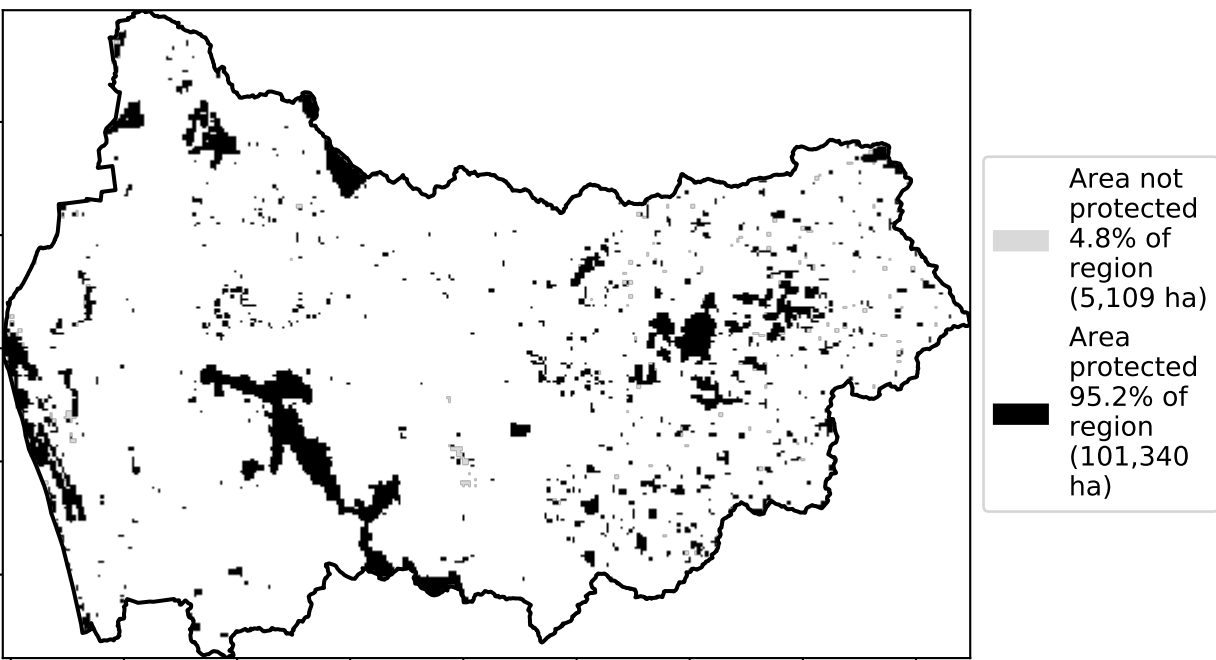 Area not
protected
4.8% of
region
(5,109 ha)
Area
protected
95.2% of
region
(101,340
ha)